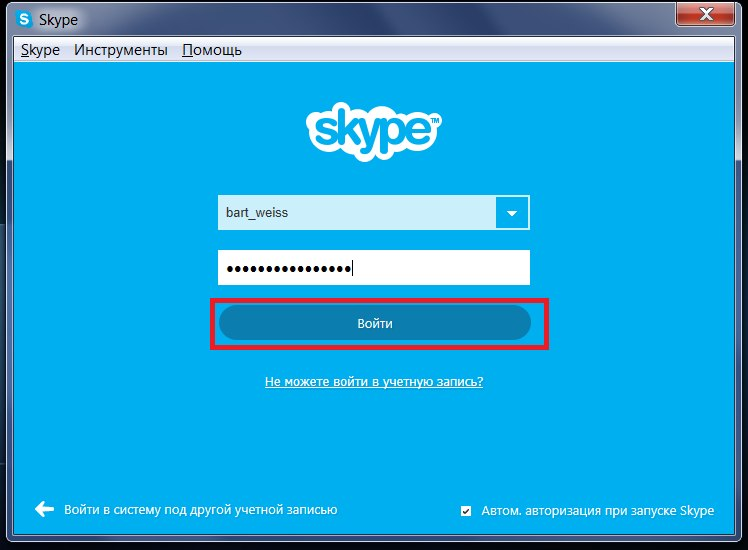 Skype
Skype Инструменты Помощь
skype™
bart_weiss
••••••••••••••••
Войти
Не можете войти в учетную запись?
Войти в систему под другой учетной записью
Автом. авторизация при запуске Skype